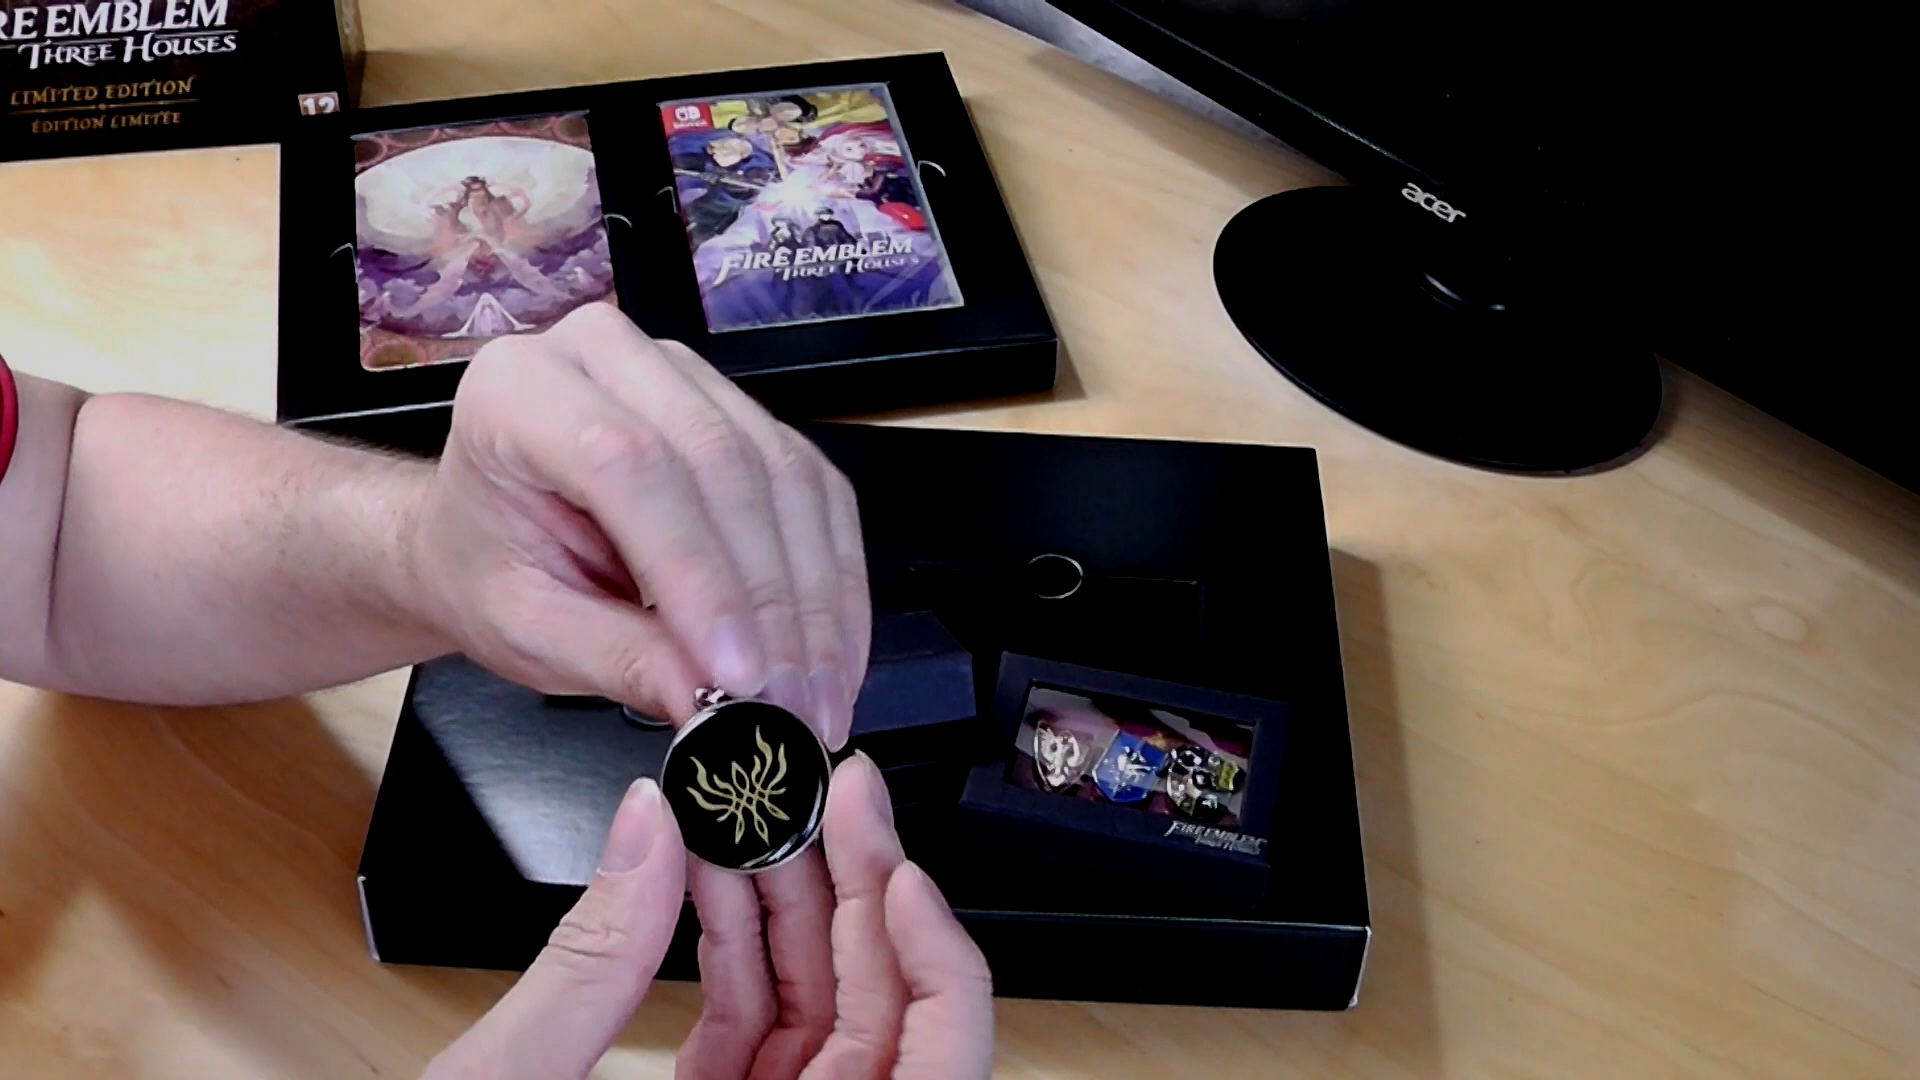 RE EMBLEM
THREE HOUSES
LIMITED EDITION
ÉDITION LIMITÉE
12
FIRE EMBLEM
THREE HOUSES
acer
FIRE EMBLEM
THREE HOUSES